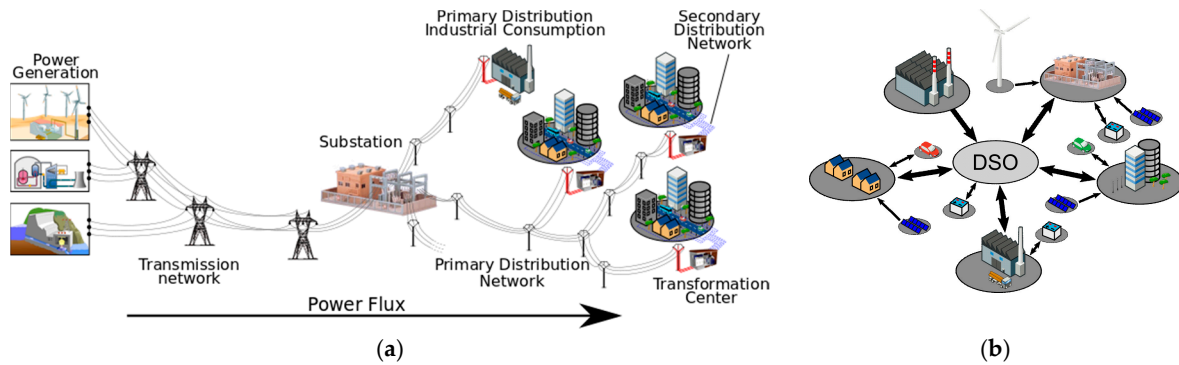 Power
Generation
Primary Distribution
Industrial Consumption
Secondary
Distribution
Network
Substation
Transmission
network
Primary Distribution
Network
Transformation
Center
Power Flux
(a)
DSO
(b)